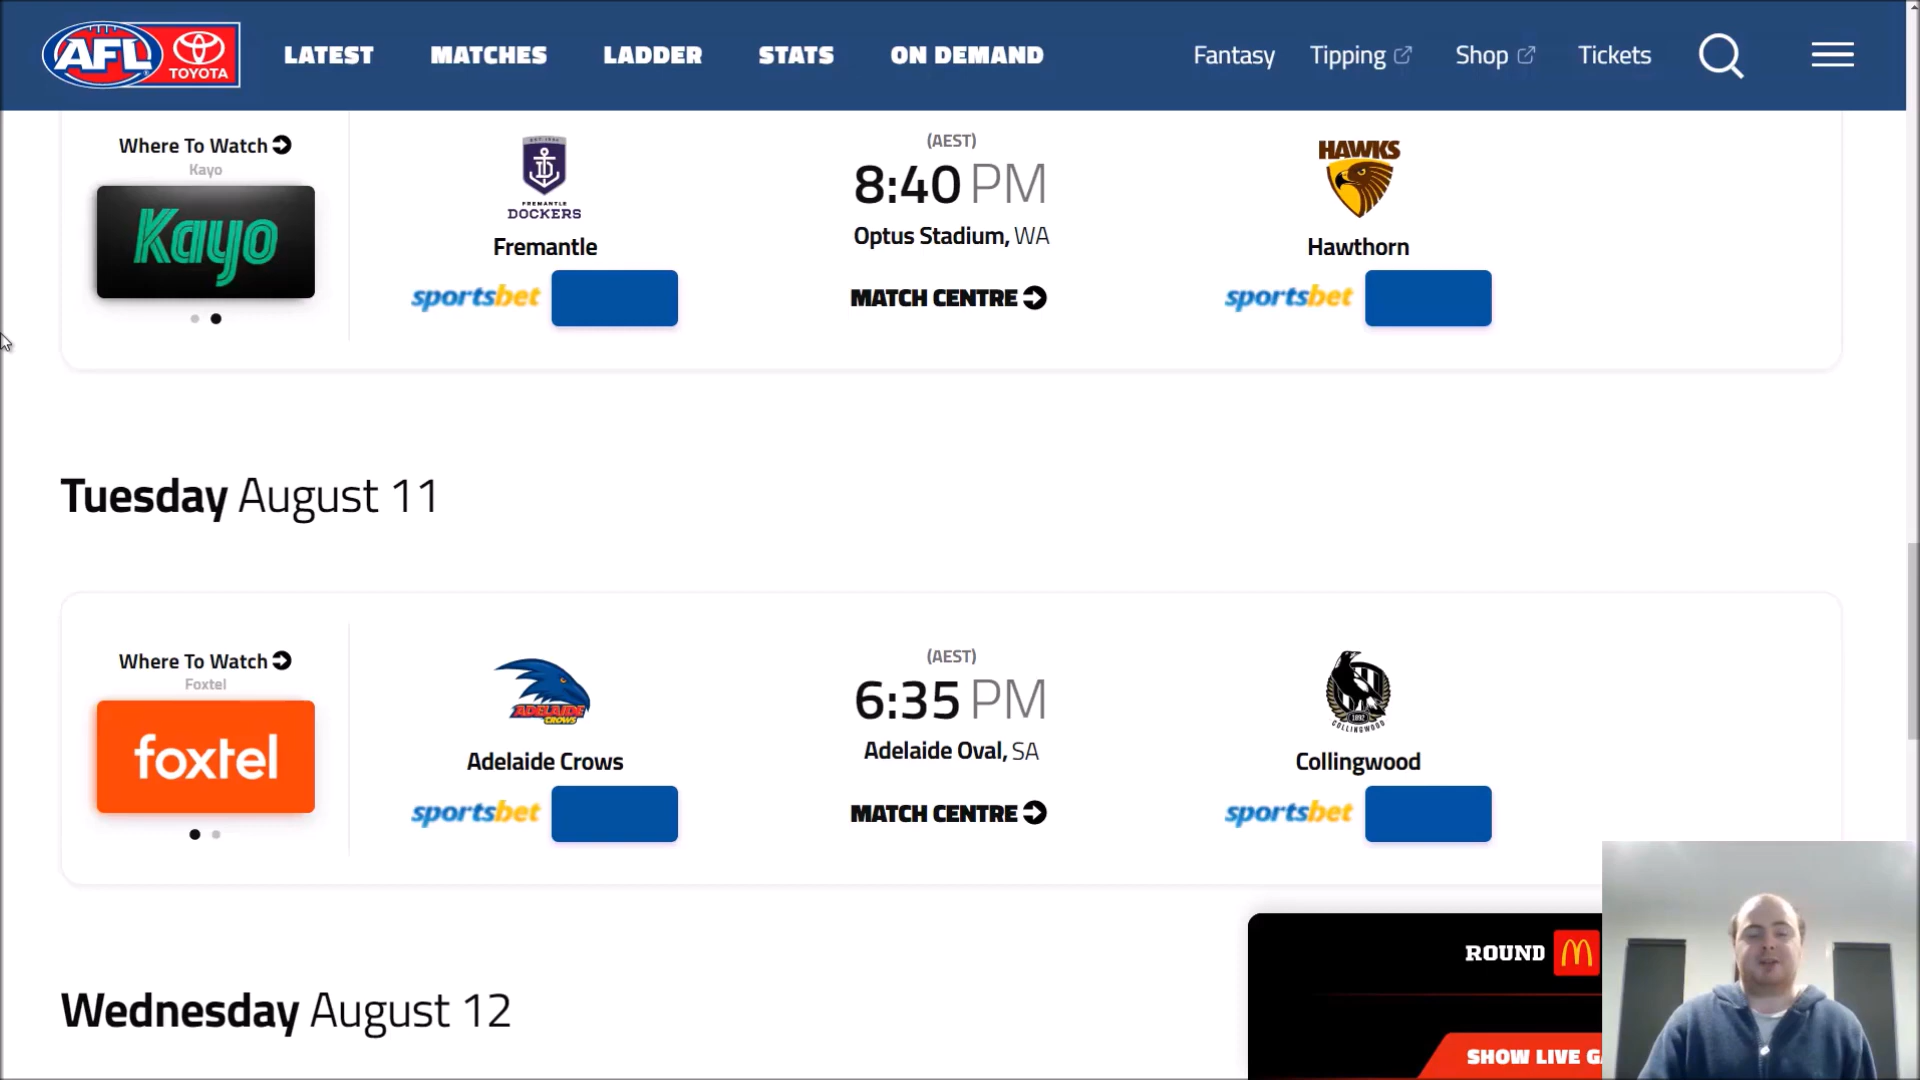 AFL TOYOTA LATEST MATCHES LADDER STATS ON DEMAND Fantasy Tipping Shop Tickets
Where To Watch
Kayo
Kayo
FREMANTLE
DOCKERS
Fremantle
sportsbet
(AEST)
8:40 PM
Optus Stadium, WA
MATCH CENTRE
HAWKS
Hawthorn
sportsbet
Tuesday August 11
Where To Watch
Foxtel
foxtel
ADELAIDE
CROWS
Adelaide Crows
sportsbet
(AEST)
6:35 PM
Adelaide Oval, SA
MATCH CENTRE
1892
COLLINGWOOD
Collingwood
sportsbet
Wednesday August 12
ROUND
SHOW LIVE